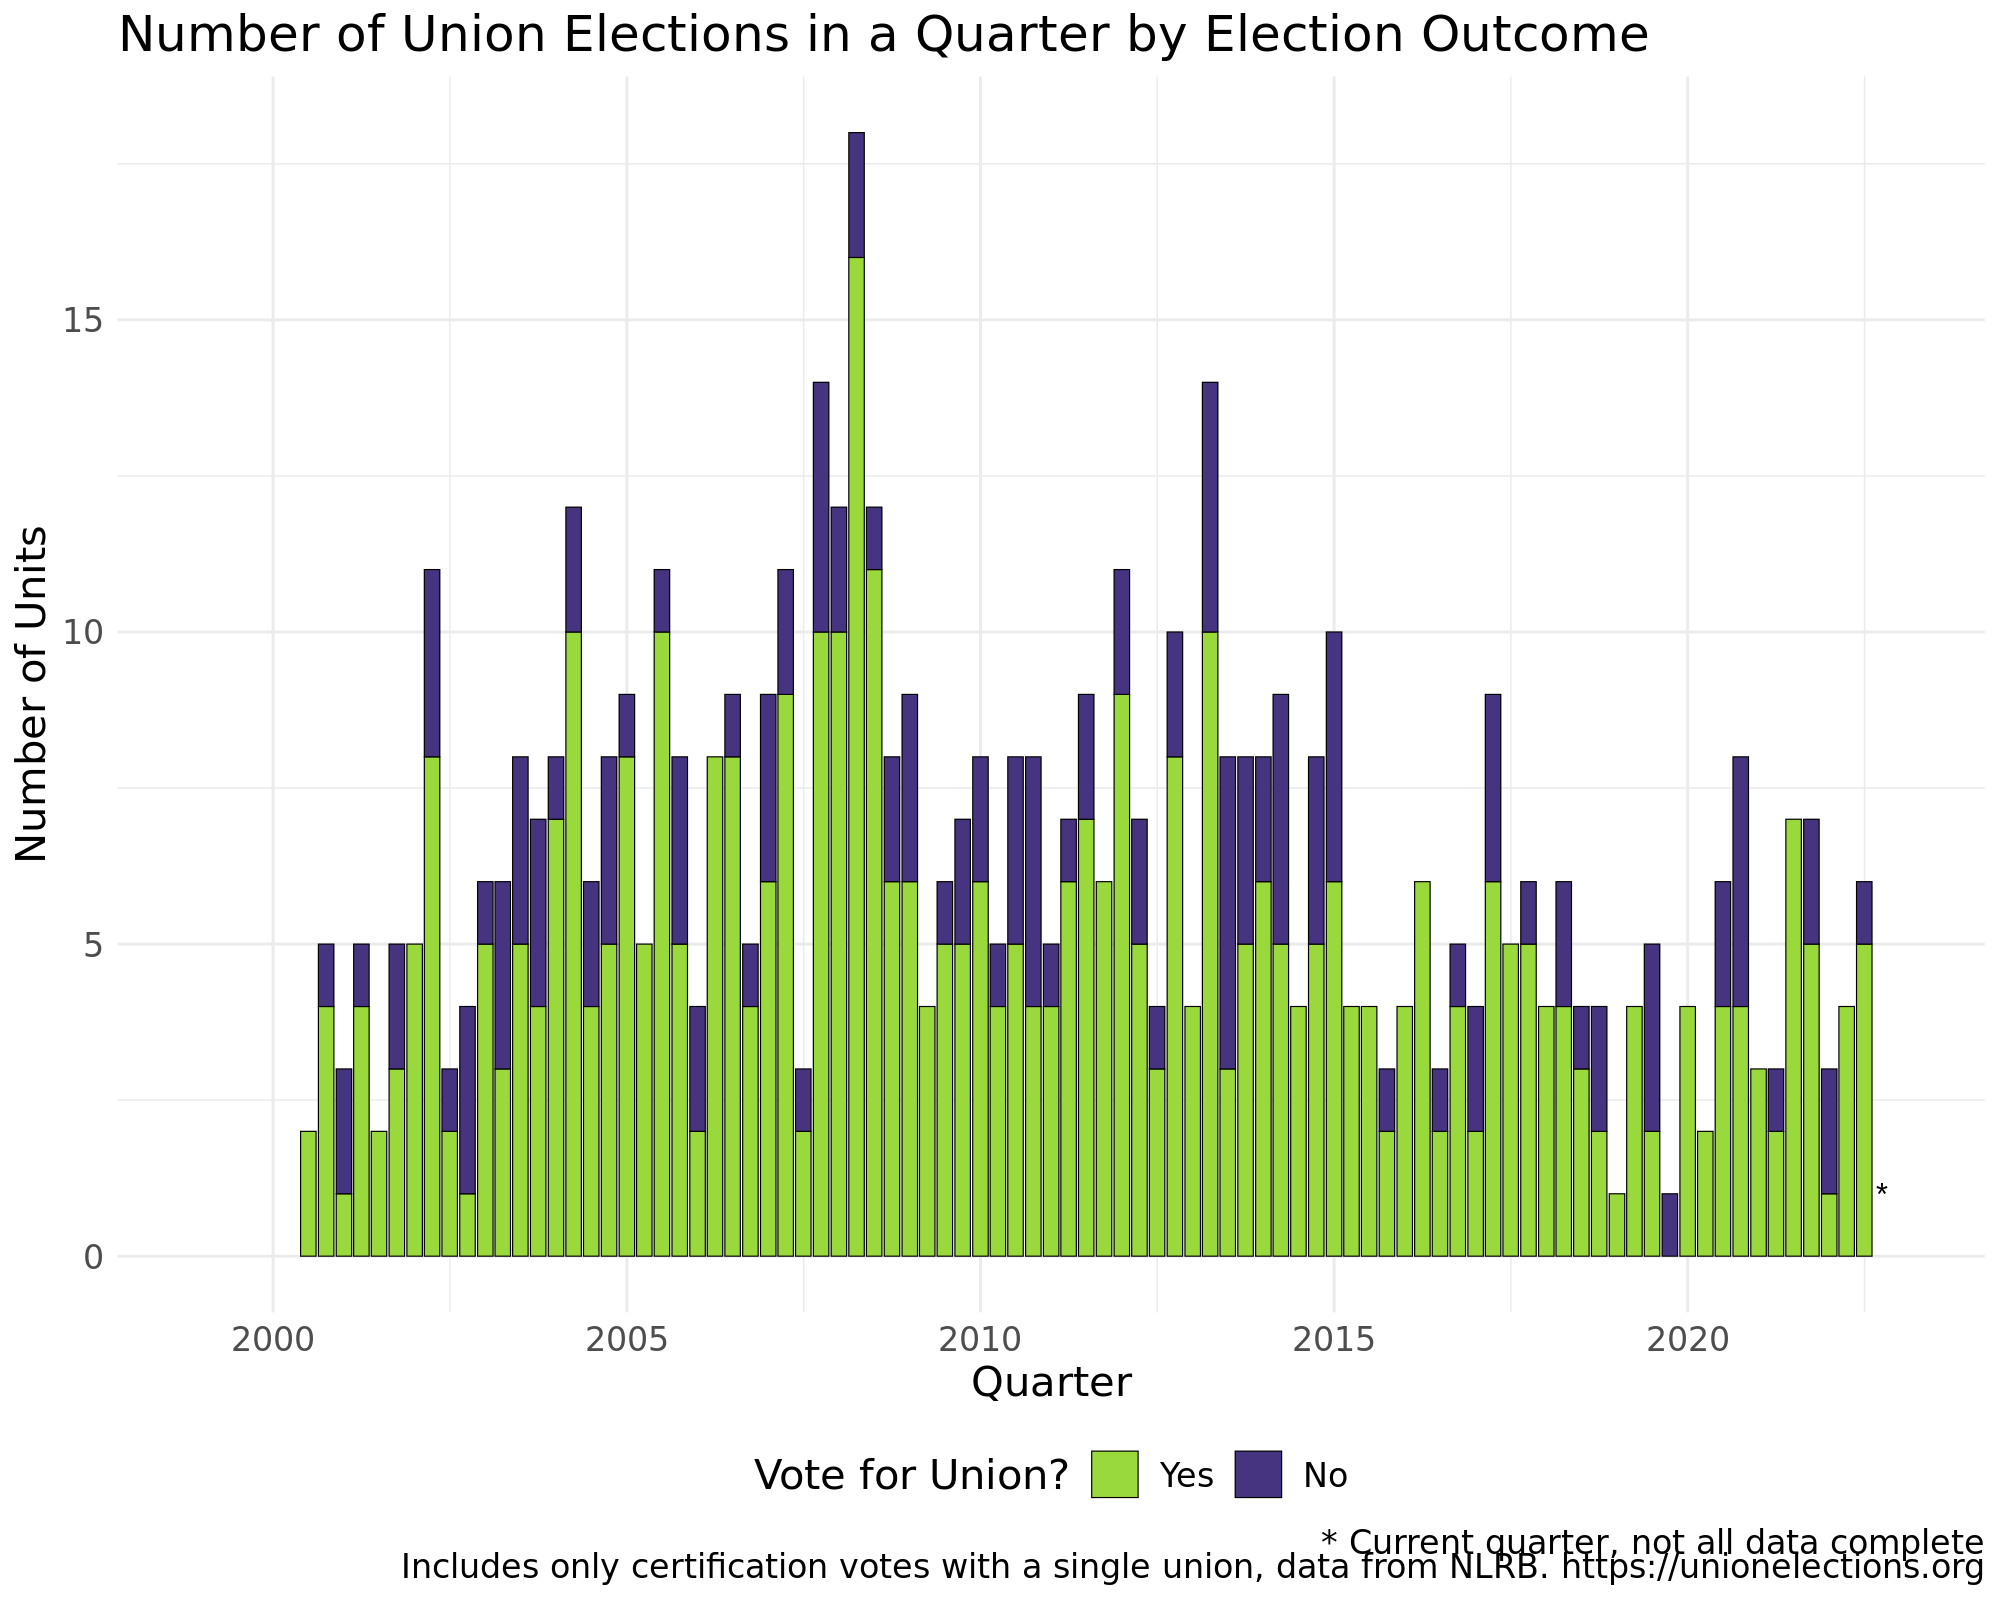 Number of Union Elections in a Quarter by Election Outcome
Number of Units
15
10
5
0
*
2000 2005 2010 2015 2020
Quarter
Vote for Union? Yes No
* Current quarter, not all data complete
Includes only certification votes with a single union, data from NLRB. https://unionelections.org